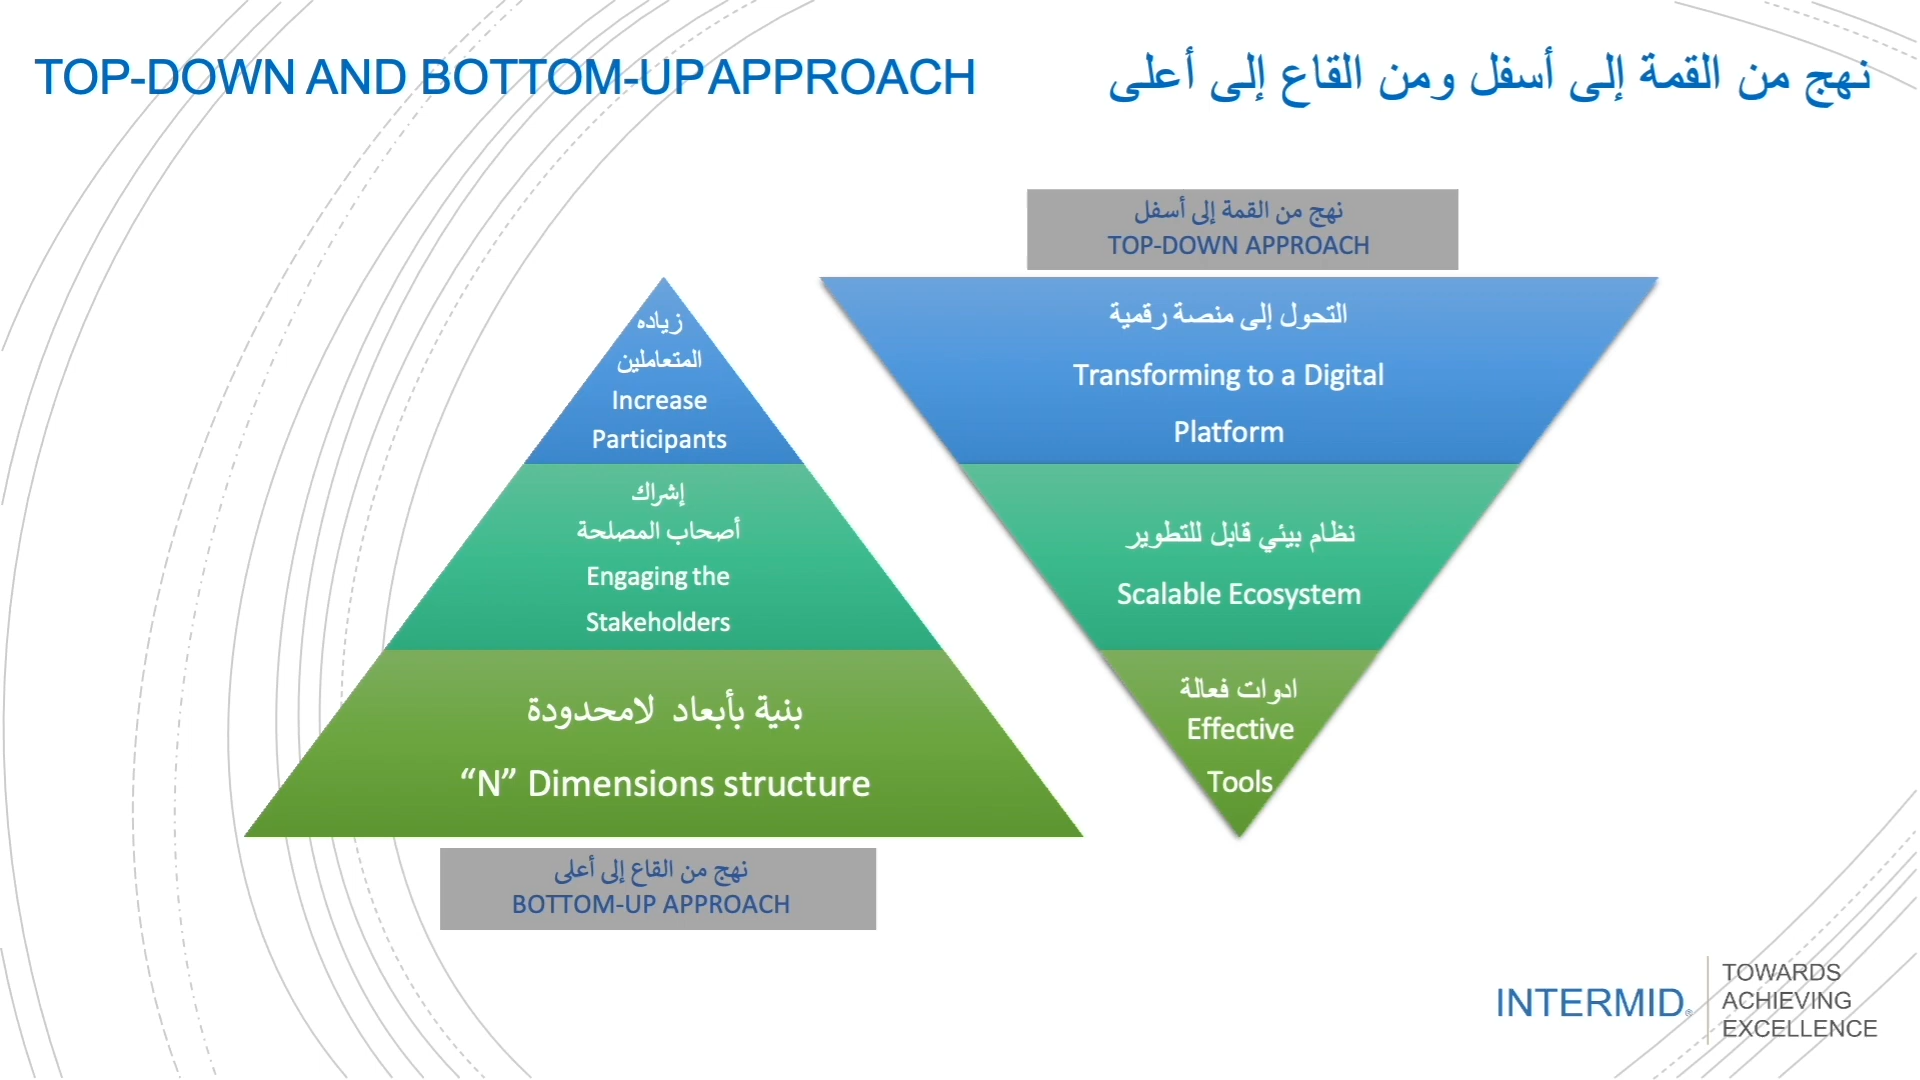 TOP-DOWN AND BOTTOM-UP APPROACH
نهج من القمة إلى أسفل ومن القاع إلى أعلى
نهج من القمة إلى أسفل
TOP-DOWN APPROACH
زياده
المتعاملين
Increase
Participants
إشراك
أصحاب المصلحة
Engaging the
Stakeholders
بنية بأبعاد لامحدودة
“N” Dimensions structure
نهج من القاع إلى أعلى
BOTTOM-UP APPROACH
التحول إلى منصة رقمية
Transforming to a Digital
Platform
نظام بيئي قابل للتطوير
Scalable Ecosystem
ادوات فعالة
Effective
Tools
INTERMID®
TOWARDS
ACHIEVING
EXCELLENCE